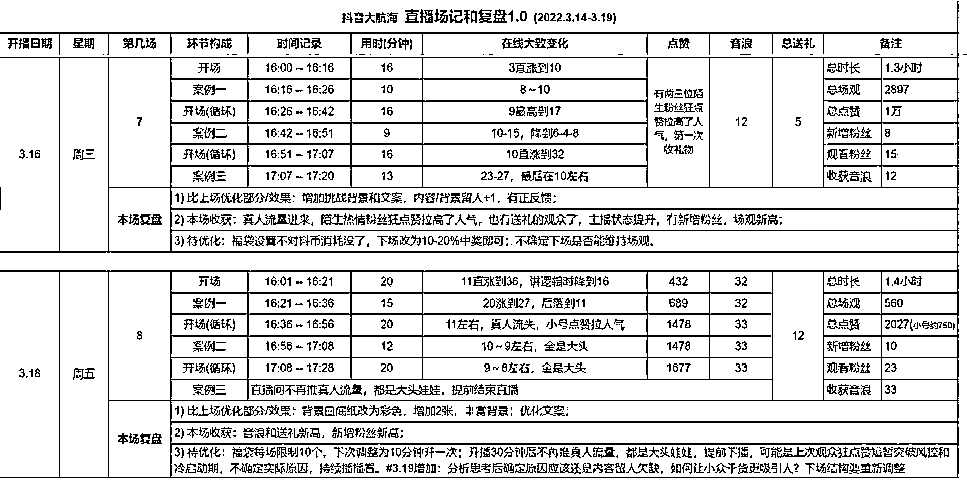 抖音大航海 直播场记和复盘1.0 (2022.3.14-3.19)
开播日期 星期 第几场 环节构成 时间记录 用时(分钟) 在线大致变化 点赞 音浪 总送礼 备注
开场 16:00 -- 16:16 16 3直涨到10 总时长 1.3小时
案例一 16:16 -- 16:26 10 8 -- 10 总场观 2897
开场(循环) 16:26 -- 16:42 16 9最高到17 总点赞 1万
案例二 16:42 -- 16:51 9 10-15, 降到6-4-8 新增粉丝 8
开场(循环) 16:51 -- 17:07 16 10直涨到32 观看粉丝 15
案例三 17:07 -- 17:20 13 23-27, 最后在10左右 收获音浪 12
3.16 周三 7
有两三位陌
生粉丝狂点
赞拉高了人
气, 第一次
收礼物
12 5
本场复盘
1) 比上场优化部分/效果: 增加挑战背景和文案, 内容/背景留人+1, 有正反馈;
2) 本场收获: 真人流量进来, 陌生热情粉丝狂点赞拉高了人气, 也有送礼的观众了, 主播状态提升, 有新增粉丝, 场观新高;
3) 待优化: 福袋设置不对抖币消耗没了, 下场改为10-20%中奖即可; 不确定下场是否能维持场观。
开场 16:01 -- 16:21 20 11直涨到36, 讲逻辑时降到16 432 32 总时长 1.4小时
案例一 16:21 -- 16:36 15 20涨到27, 后落到11 689 32 总场观 560
开场(循环) 16:36 -- 16:56 20 11左右, 真人流失, 小号点赞拉人气 1478 33 总点赞 2027(小号约750)
案例二 16:56 -- 17:08 12 10 -- 9左右, 全是大头 1478 33 新增粉丝 10
开场(循环) 17:08 -- 17:28 20 9 -- 8左右, 全是大头 1677 33 观看粉丝 23
案例三 直播间不再推真人流量, 都是大头娃娃, 提前结束直播 收获音浪 33
3.18 周五 8 12
本场复盘
1) 比上场优化部分/效果: 背景白底纸改为彩色, 增加2张, 丰富背景; 优化文案;
2) 本场收获: 音浪和送礼新高, 新增粉丝新高;
3) 待优化: 福袋每场限制10个, 下次调整为10分钟开一次; 开播30分钟后不再推真人流量, 都是大头娃娃, 提前下播, 可能是上次观众狂点赞短暂突破风控和
冷启动期, 不确定实际原因, 持续播播看。#3.19增加: 分析思考后确定原因应该还是内容留人欠缺, 如何让小众干货更吸引人? 下场结构要重新调整